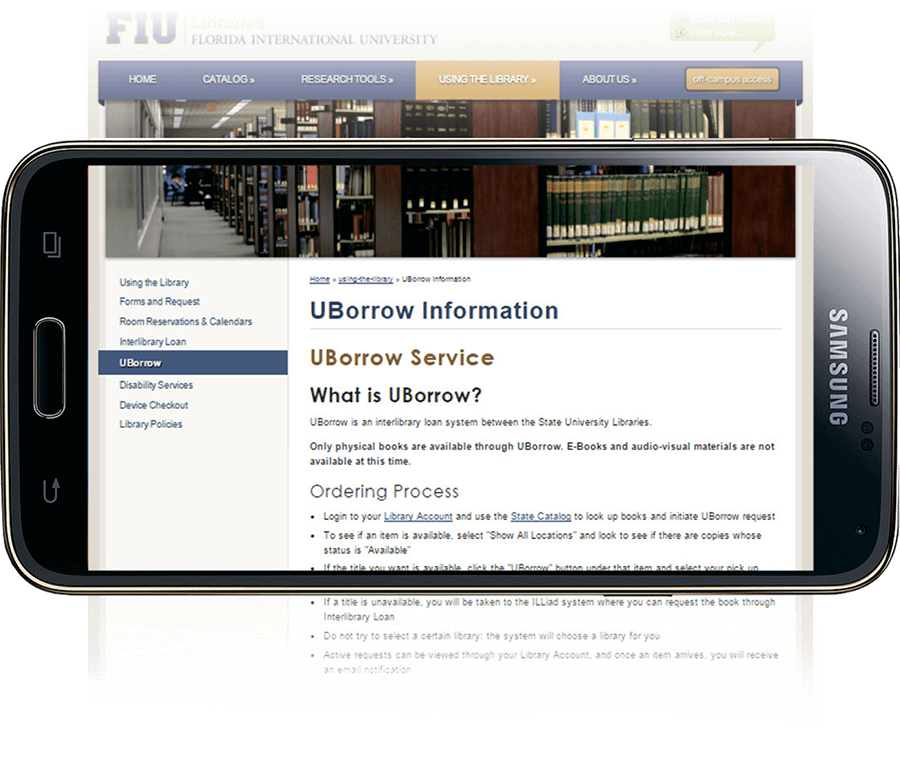 FIU Libraries
FLORIDA INTERNATIONAL UNIVERSITY
chat now...
HOME
CATALOG »
RESEARCH TOOLS »
USING THE LIBRARY »
ABOUT US »
off-campus access
Using the Library
Forms and Request
Room Reservations & Calendars
Interlibrary Loan
UBorrow
Disability Services
Device Checkout
Library Policies
Home » using-the-library » UBorrow Information
UBorrow Information
UBorrow Service
What is UBorrow?
UBorrow is an interlibrary loan system between the State University Libraries.
Only physical books are available through UBorrow. E-Books and audio-visual materials are not
available at this time.
Ordering Process
• Login to your Library Account and use the State Catalog to look up books and initiate UBorrow request
• To see if an item is available, select "Show All Locations" and look to see if there are copies whose
status is "Available"
• If the title you want is available, click the "UBorrow" button under that item and select your pick up
• If a title is unavailable, you will be taken to the ILLiad system where you can request the book through
Interlibrary Loan
• Do not try to select a certain library: the system will choose a library for you
• Active requests can be viewed through your Library Account, and once an item arrives, you will receive
an email notification
SAMSUNG